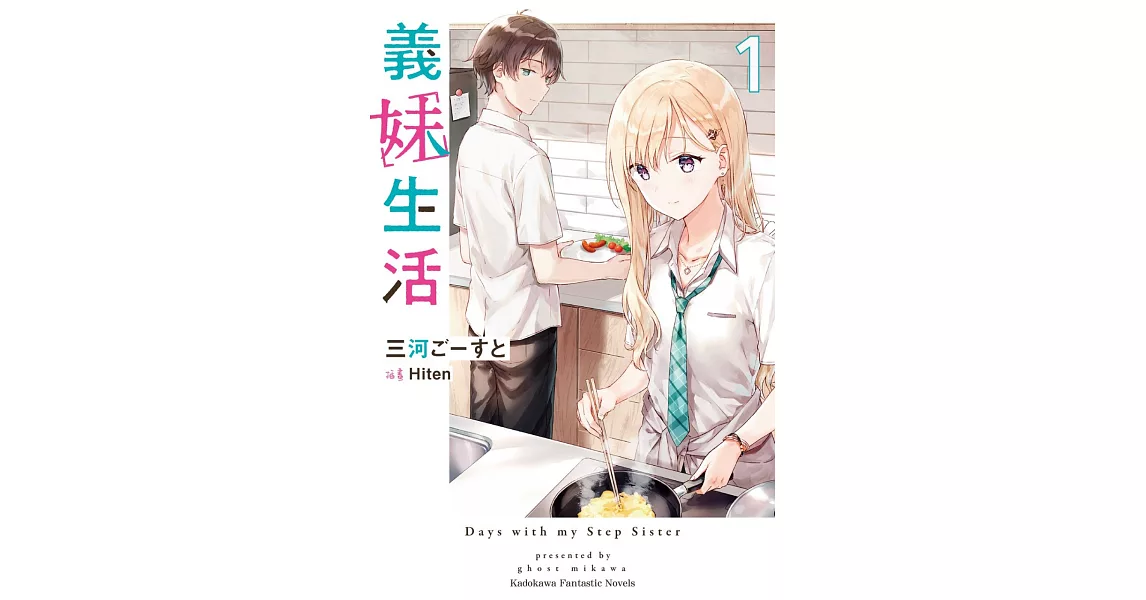 義妹生活
1
三河ごーすと
插畫 Hiten
Days with my Step Sister
presented by
ghost mikawa
Kadokawa Fantastic Novels